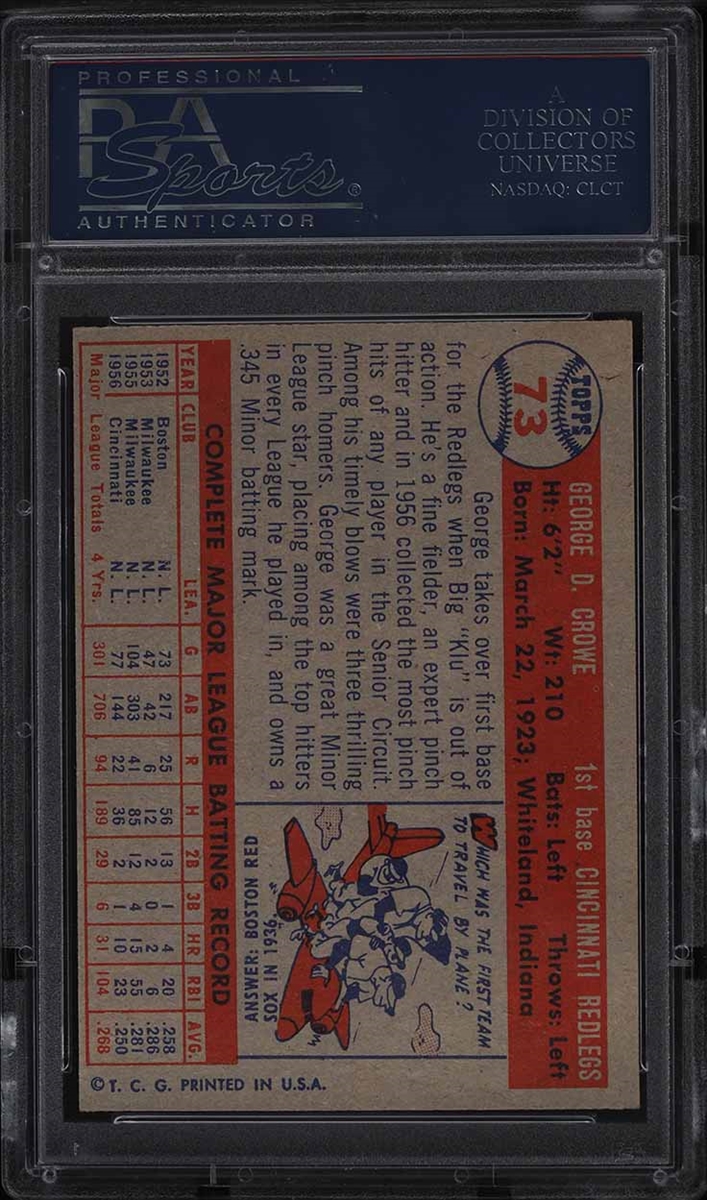 PROFESSIONAL
PSA
Sports®
AUTHENTICATOR
A
DIVISION OF
COLLECTORS
UNIVERSE
NASDAQ: CLCT
TOPPS
73
GEORGE D. CROWE 1st base CINCINNATI REDLEGS
Ht: 6'2" Wt: 210 Bats: Left Throws: Left
Born: March 22, 1923; Whiteland, Indiana
George takes over first base
for the Redlegs when Big "Klu" is out of
action. He's a fine fielder, an expert pinch
hitter and in 1956 collected the most pinch
hits of any player in the Senior Circuit.
Among his timely blows were three thrilling
pinch homers. George was a great Minor
League star, placing among the top hitters
in every League he played in, and owns a
.345 Minor batting mark.
WHICH WAS THE FIRST TEAM
TO TRAVEL BY PLANE?
ANSWER: BOSTON RED
SOX IN 1936
COMPLETE MAJOR LEAGUE BATTING RECORD
YEAR CLUB LEA. G AB R H 2B 3B HR RBI AVG.
1952 Boston N. L. 73 217 25 56 13 1 4 20 .258
1953 Milwaukee N. L. 47 42 6 12 2 0 2 6 .286
1955 Milwaukee N. L. 104 303 41 85 12 4 15 55 .281
1956 Cincinnati N. L. 77 144 22 36 2 1 10 23 .250
Major League Totals 4 Yrs. 301 706 94 189 29 6 31 104 .268
© T. C. G. PRINTED IN U.S.A.